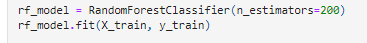 rf_model = RandomForestClassifier(n_estimators=200)
rf_model.fit(X_train, y_train)